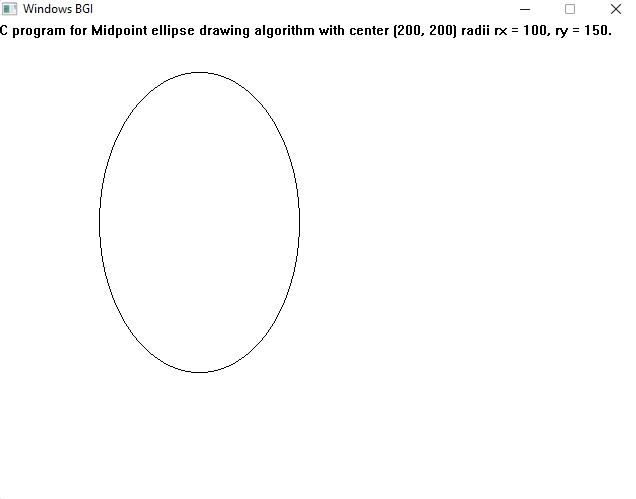 Windows BGI
C program for Midpoint ellipse drawing algorithm with center (200, 200) radii rx = 100, ry = 150.